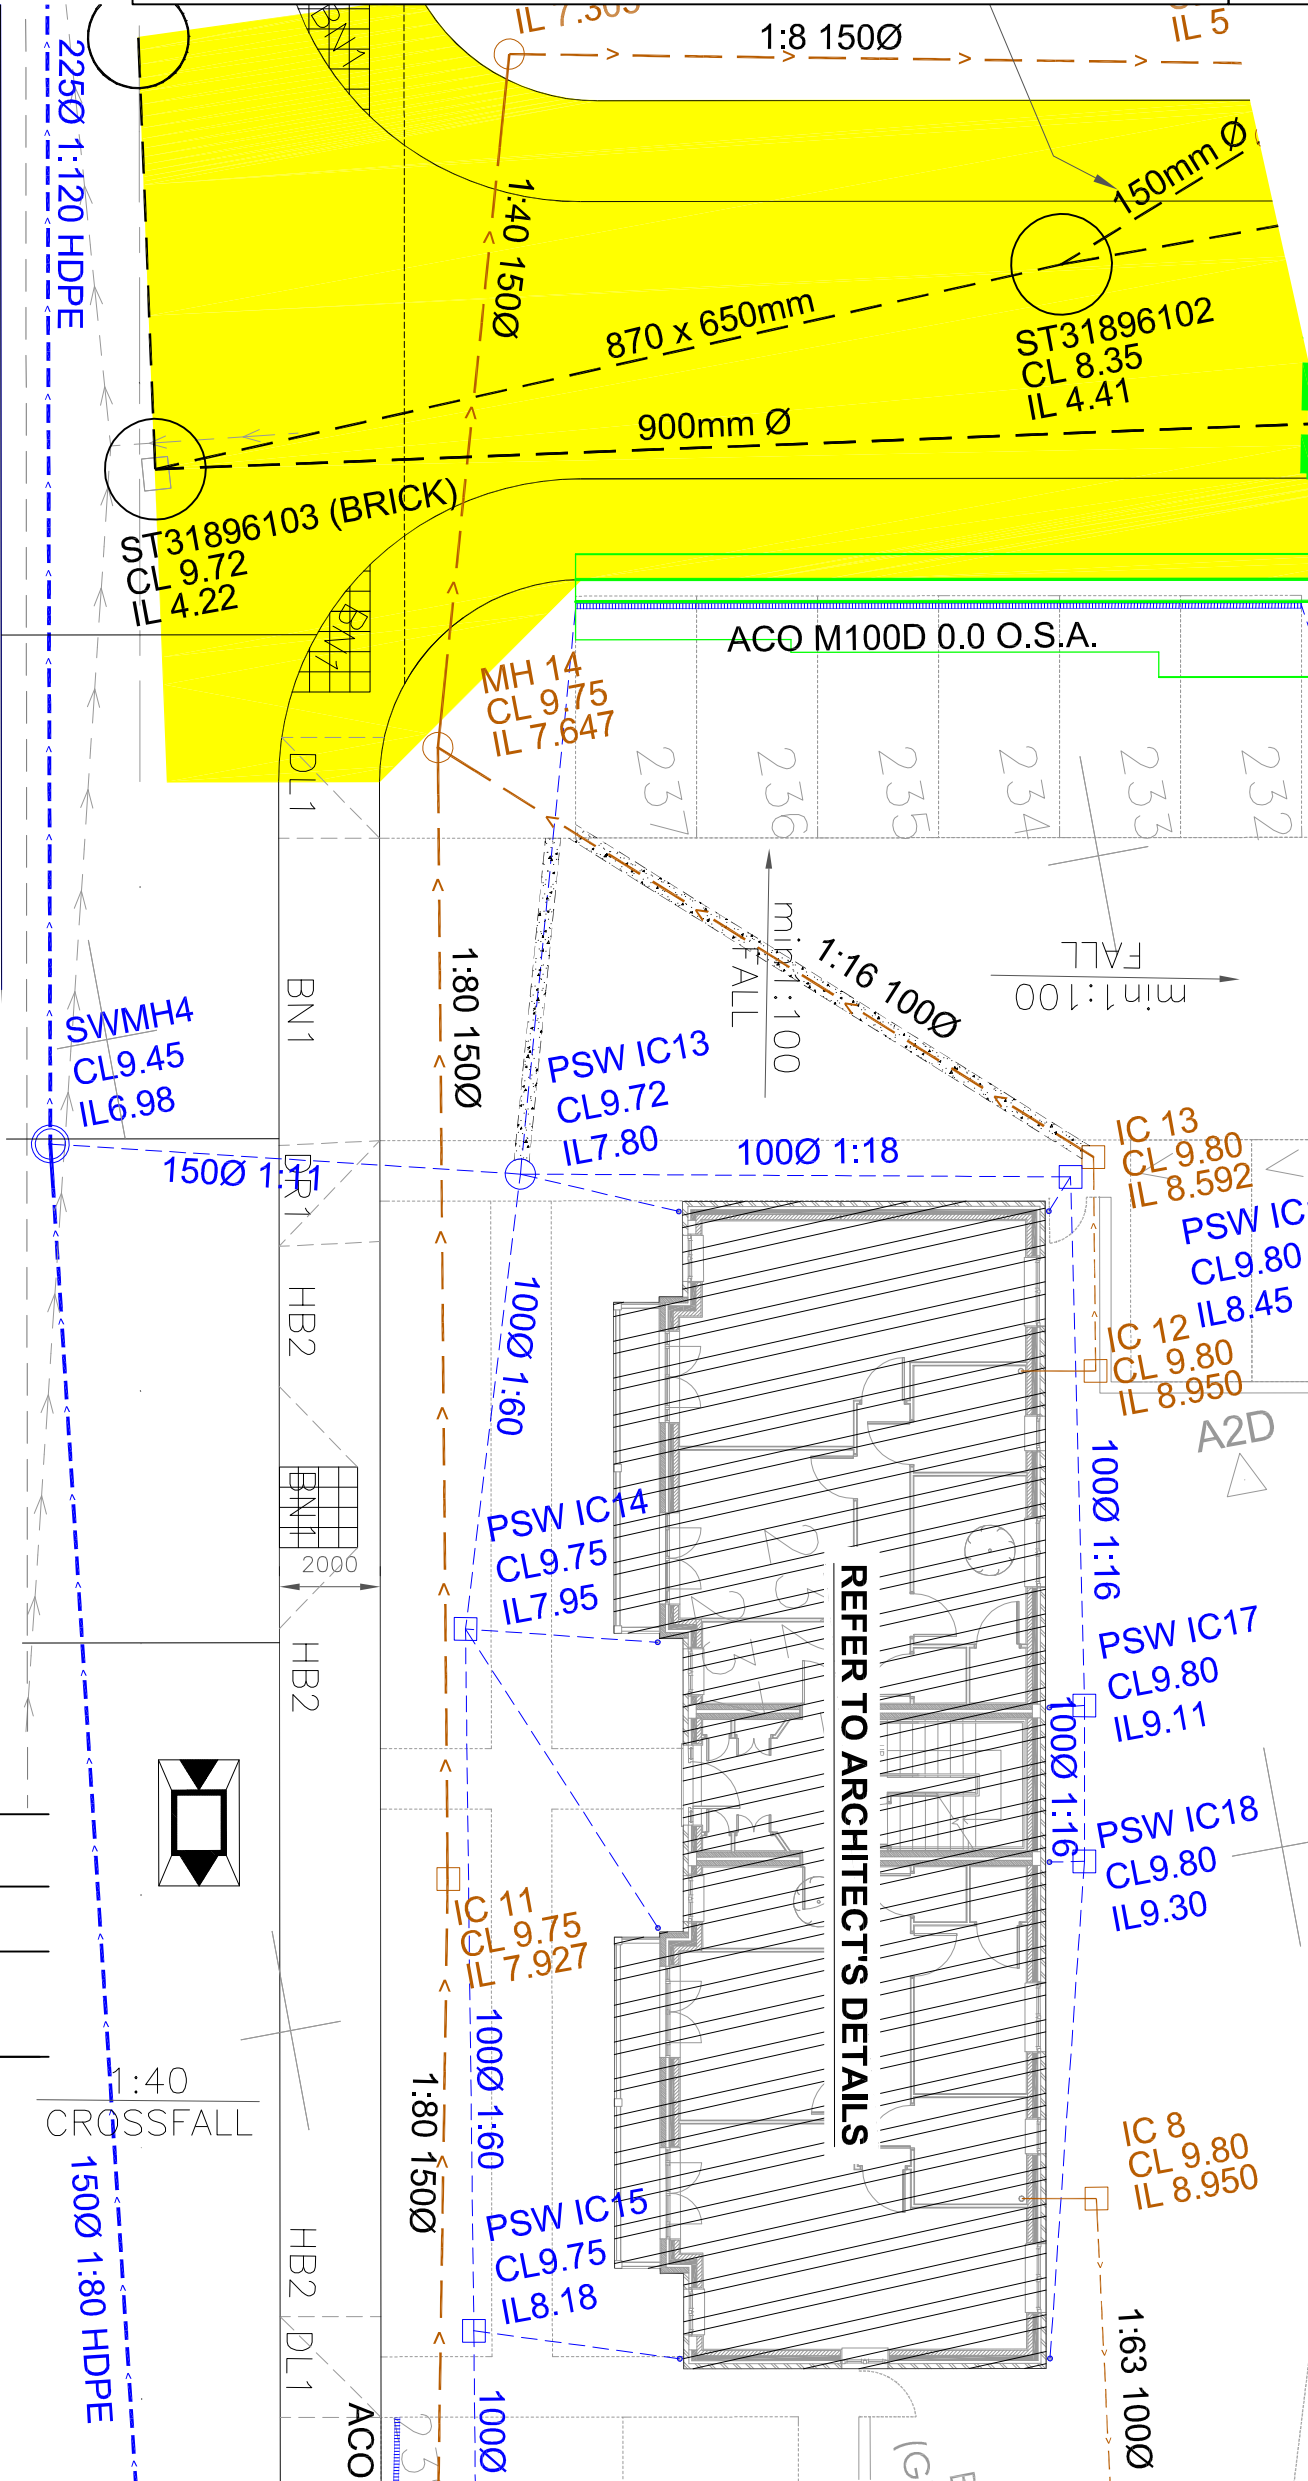 IL 7.305
1:8 150Ø
IL 5
BN1
225Ø 1:120 HDPE
1:40 150Ø
150mm Ø
870 x 650mm
ST31896102
CL 8.35
IL 4.41
900mm Ø
ST31896103 (BRICK)
CL 9.72
IL 4.22
BN1
ACO M100D 0.0 O.S.A.
MH 14
CL 9.75
IL 7.647
DL1
237
236
235
234
233
232
min1:100
FALL
FALL
min1:100
1:16 100Ø
BN1
1:80 150Ø
SWMH4
CL9.45
IL6.98
PSW IC13
CL9.72
IL7.80
150Ø 1:11
DR1
100Ø 1:18
IC 13
CL 9.80
IL 8.592
PSW IC
CL9.80
IL8.45
HB2
100Ø 1:60
IC 12
CL 9.80
IL 8.950
A2D
100Ø 1:16
BN1
2000
PSW IC14
CL9.75
IL7.95
REFER TO ARCHITECT'S DETAILS
HB2
PSW IC17
CL9.80
IL9.11
100Ø 1:16
PSW IC18
CL9.80
IL9.30
IC 11
CL 9.75
IL 7.927
1:40
CROSSFALL
100Ø 1:60
1:80 150Ø
150Ø 1:80 HDPE
IC 8
CL 9.80
IL 8.950
PSW IC15
CL9.75
IL8.18
HB2
DL1
1:63 100Ø
ACO
100Ø
23
(G